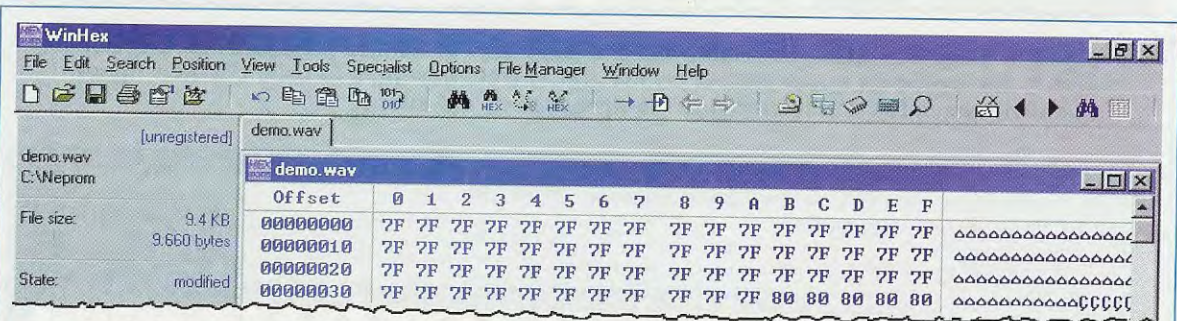 WinHex
File Edit Search Position View Tools Specialist Options File Manager Window Help
[unregistered]
demo.wav
C:\Neprom
File size: 9.4 KB
9.660 bytes
State: modified
demo.wav
demo.wav
Offset 0 1 2 3 4 5 6 7 8 9 A B C D E F
00000000 7F 7F 7F 7F 7F 7F 7F 7F 7F 7F 7F 7F 7F 7F 7F 7F
00000010 7F 7F 7F 7F 7F 7F 7F 7F 7F 7F 7F 7F 7F 7F 7F 7F
00000020 7F 7F 7F 7F 7F 7F 7F 7F 7F 7F 7F 7F 7F 7F 7F 7F
00000030 7F 7F 7F 7F 7F 7F 7F 7F 7F 7F 7F 80 80 80 80 80